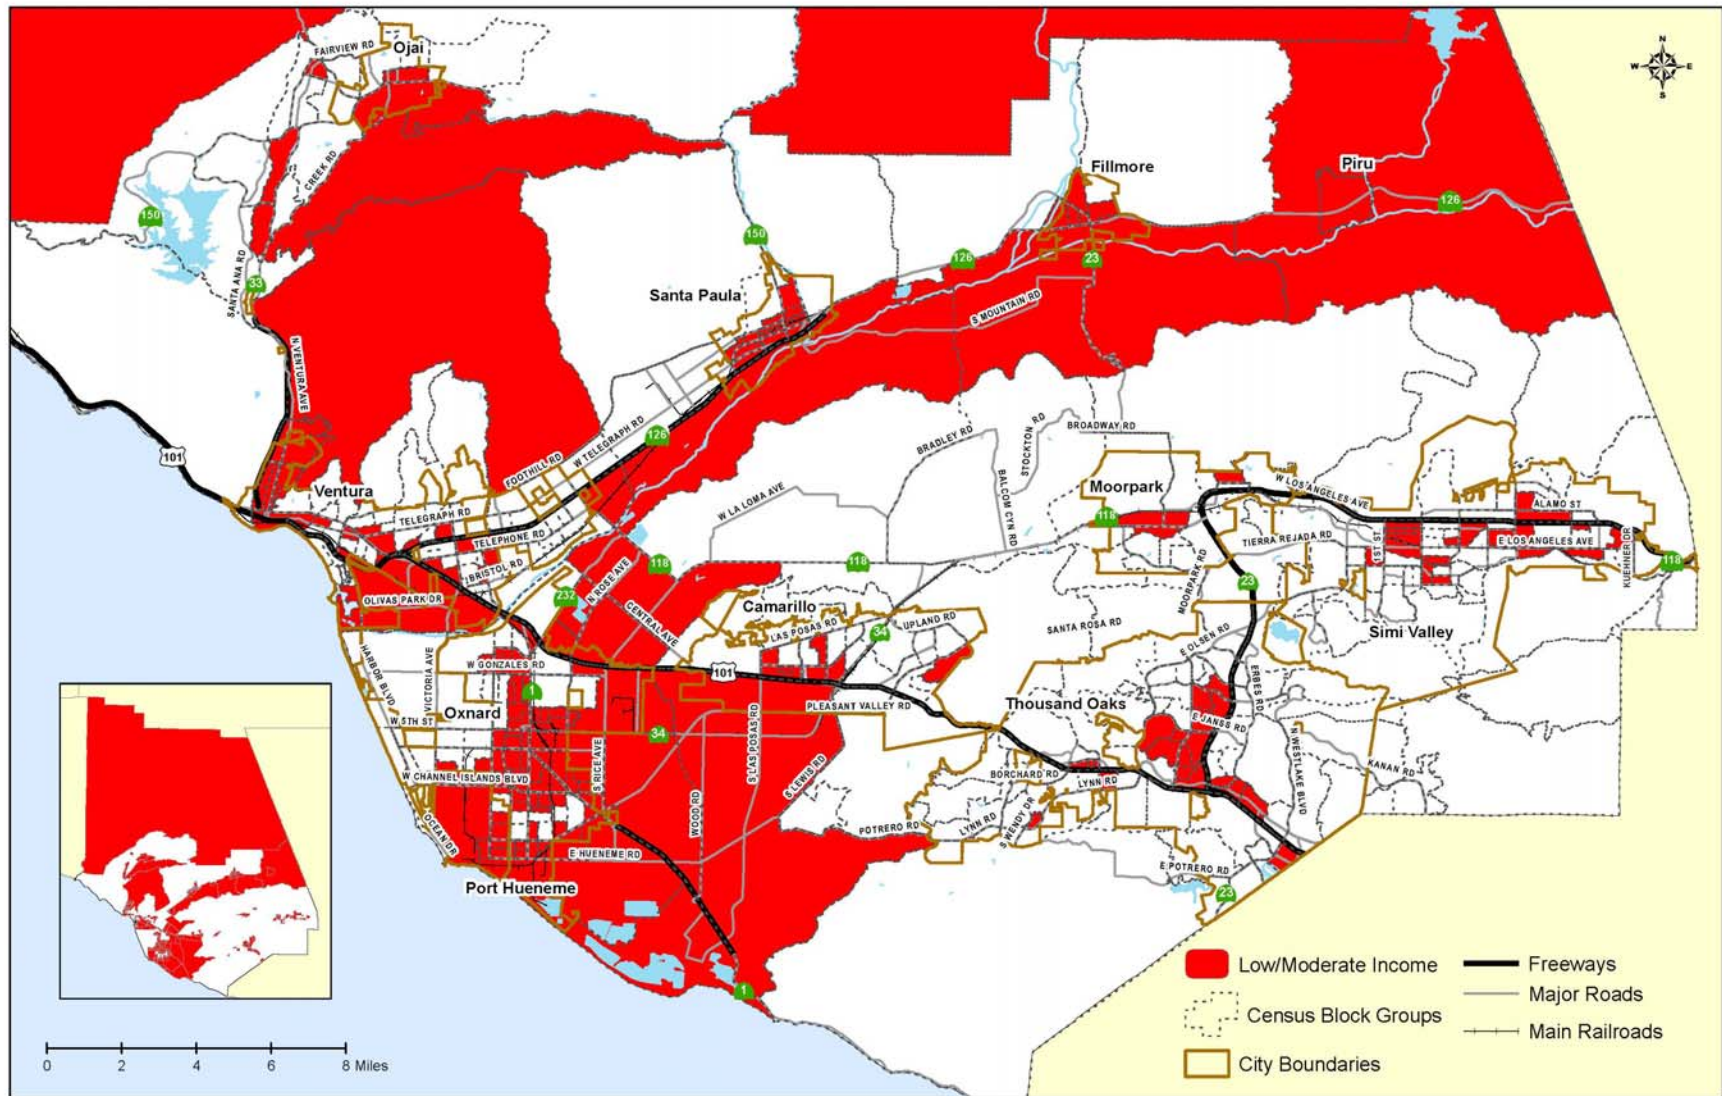 FAIRVIEW RD
Ojai
N
W E
S
CREEK RD
150
SANTA ANA RD
33
N VENTURA AVE
101
Fillmore
Piru
126
150
126
23
Santa Paula
S MOUNTAIN RD
W TELEGRAPH RD
126
FOOTHILL RD
Ventura
TELEGRAPH RD
TELEPHONE RD
BRISTOL RD
OLIVAS PARK DR
BRADLEY RD
STOCKTON RD
BROADWAY RD
BALCOM CYN RD
W LA LOMA AVE
Moorpark
118
W LOS ANGELES AVE
ALAMO ST
E LOS ANGELES AVE
TIERRA REJADA RD
1ST ST
KUEHNER DR
118
MOORPARK RD
23
118
118
232
N ROSE AVE
CENTRAL AVE
Camarillo
LAS POSAS RD
34
UPLAND RD
SANTA ROSA RD
E OLSEN RD
Simi Valley
HARBOR BLVD
VICTORIA AVE
W GONZALES RD
101
1
Oxnard
W 5TH ST
34
PLEASANT VALLEY RD
S LAS POSAS RD
S RICE AVE
Thousand Oaks
ERBES RD
E JANSS RD
N WESTLAKE BLVD
KANAN RD
W CHANNEL ISLANDS BLVD
S LEWIS RD
WOOD RD
BORCHARD RD
LYNN RD
OCEAN DR
POTRERO RD
LYNN RD
S WENDY DR
E HUENEME RD
E POTRERO RD
23
Port Hueneme
1
Low/Moderate Income
Freeways
Major Roads
Census Block Groups
Main Railroads
City Boundaries
0 2 4 6 8 Miles